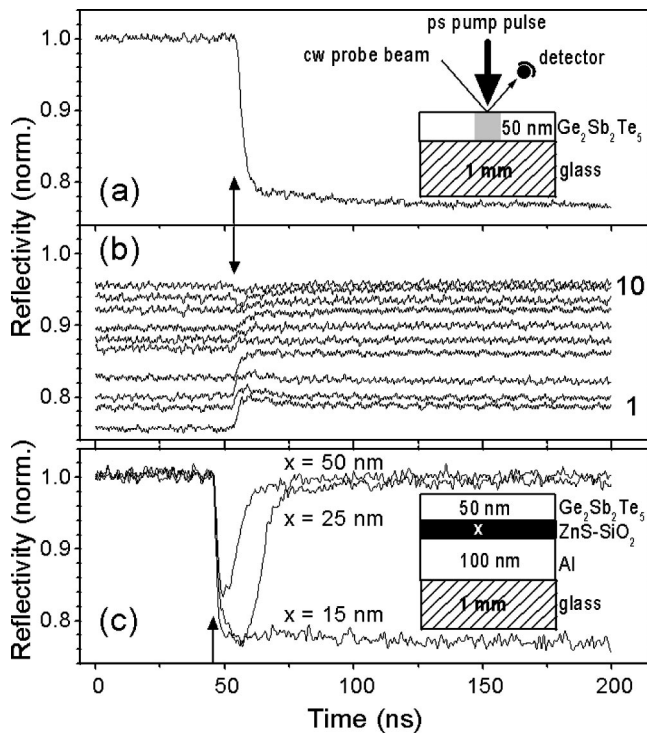 Reflectivity (norm.)
1.0
0.9
0.8
(a)
ps pump pulse
cw probe beam
detector
50 nm
Ge2Sb2Te5
1 mm
glass
(b)
1.0
0.9
0.8
10
1
Reflectivity (norm.)
1.0
0.9
0.8
(c)
x = 50 nm
x = 25 nm
x = 15 nm
50 nm
Ge2Sb2Te5
X
ZnS-SiO2
100 nm
Al
1 mm
glass
0 50 100 150 200
Time (ns)